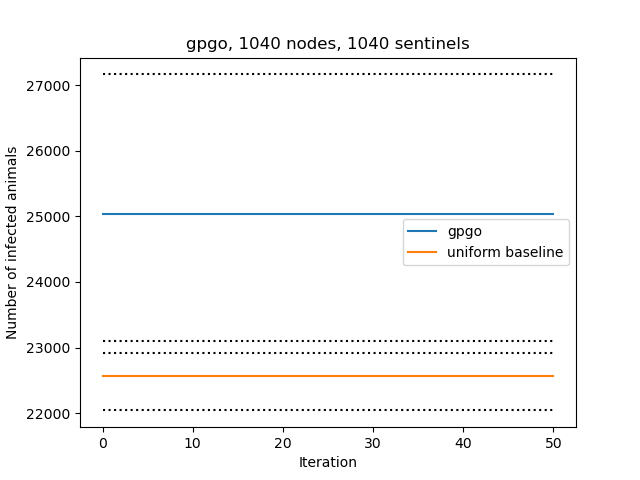 gpgo, 1040 nodes, 1040 sentinels
27000
26000
25000
24000
23000
22000
Number of infected animals
gpgo
uniform baseline
0 10 20 30 40 50
Iteration